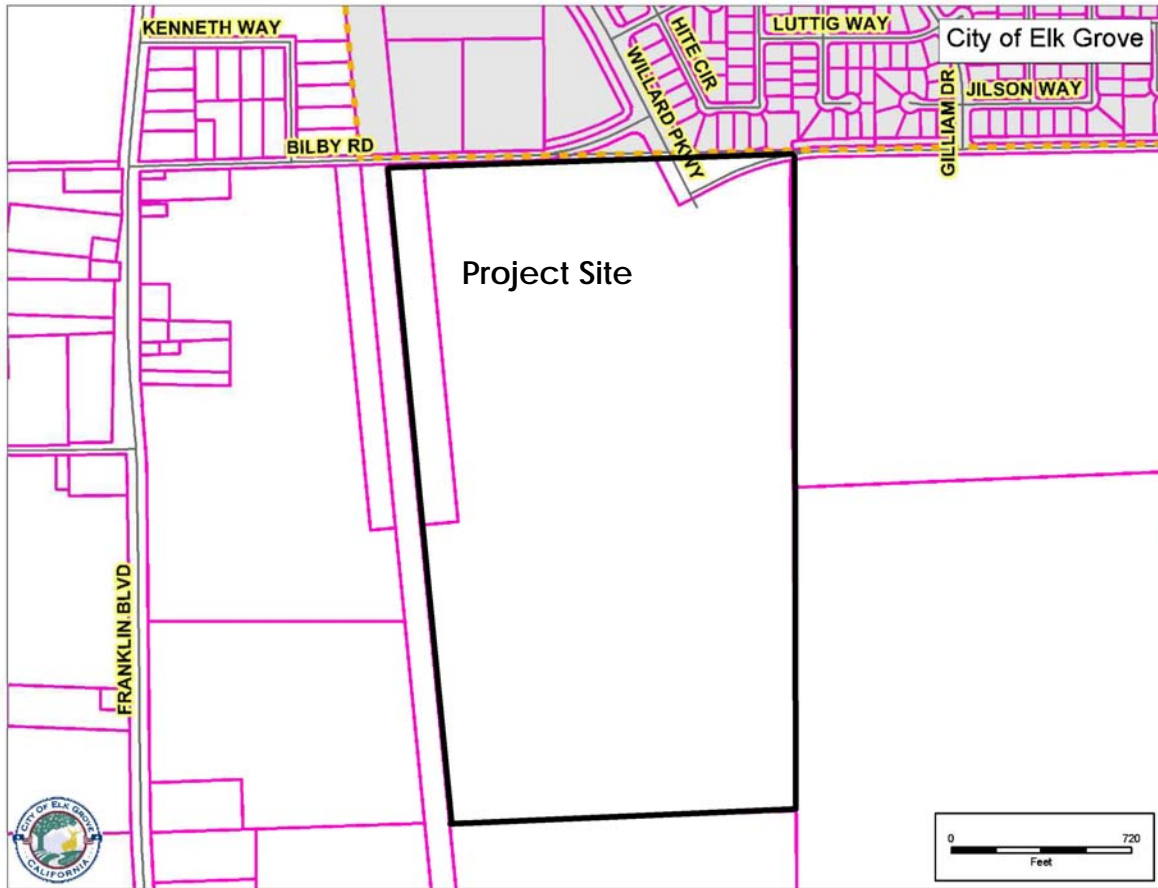 KENNETH WAY
HITE CIR
LUTTIG WAY
City of Elk Grove
WILLARD PKWY
JILSON WAY
GILLIAM DR
BILBY RD
Project Site
FRANKLIN BLVD
CITY OF ELK GROVE
CALIFORNIA
0 720
Feet